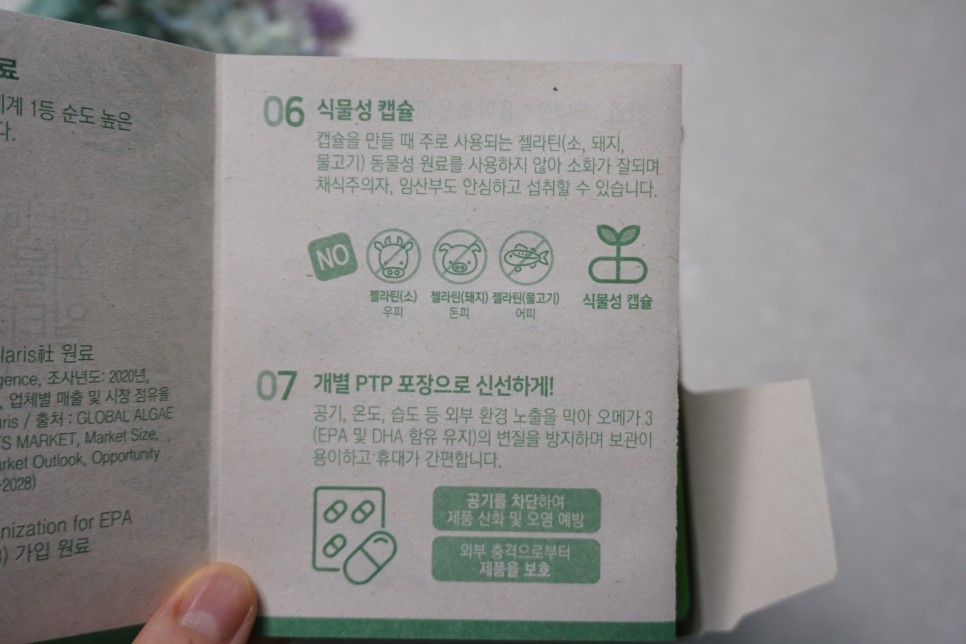 료
계 1등 순도 높은
다.
laris社 원료
gence, 조사년도: 2020년,
, 업체별 매출 및 시장 점유율
aris / 출처 : GLOBAL ALGAE
'S MARKET, Market Size,
arket Outlook, Opportunity
-2028)
nization for EPA
3) 가입 원료
06 식물성 캡슐
캡슐을 만들 때 주로 사용되는 젤라틴(소, 돼지,
물고기) 동물성 원료를 사용하지 않아 소화가 잘되며
채식주의자, 임산부도 안심하고 섭취할 수 있습니다.
NO
젤라틴(소) 젤라틴(돼지) 젤라틴(물고기) 식물성 캡슐
우피 돈피 어피
07 개별 PTP 포장으로 신선하게!
공기, 온도, 습도 등 외부 환경 노출을 막아 오메가 3
(EPA 및 DHA 함유 유지)의 변질을 방지하며 보관이
용이하고 휴대가 간편합니다.
공기를 차단하여
제품 산화 및 오염 예방
외부 충격으로부터
제품을 보호